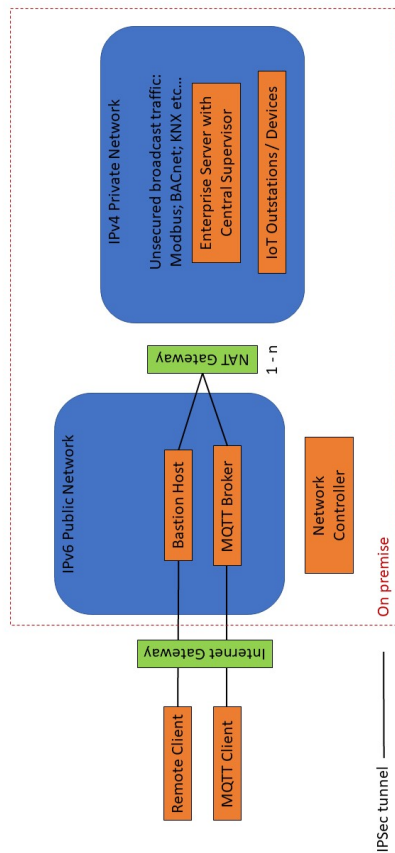 Remote Client
MQTT Client
IPSec tunnel
Internet Gateway
On premise
IPv6 Public Network
Bastion Host
MQTT Broker
Network
Controller
NAT Gateway
1 - n
IPv4 Private Network
Unsecured broadcast traffic:
Modbus; BACnet; KNX etc...
Enterprise Server with
Central Supervisor
IoT Outstations / Devices